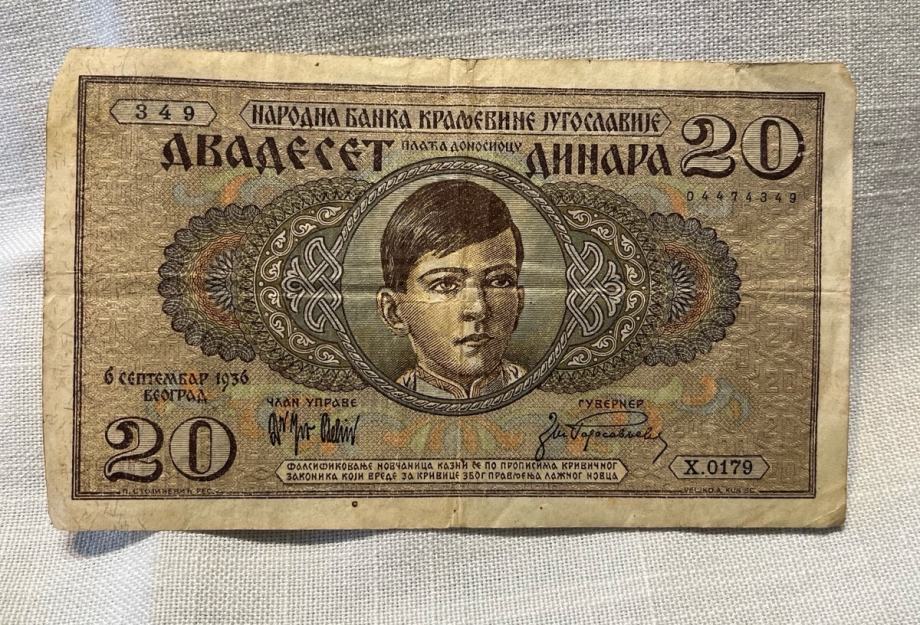 349
НАРОДНА БАНКА КРАЉЕВИНЕ ЈУГОСЛАВИЈЕ
ДВАДЕСЕТ ПЛАЋА ДОНОСИОЦУ ДИНАРА 20
04474349
6 СЕПТЕМБАР 1936
БЕОГРАД
ЧЛАН УПРАВЕ
ГУВЕРНЕР
20
ФАЛСИФИКОВАЊЕ НОВЧАНИЦА КАЗНИ СЕ ПО ПРОПИСИМА КРИВИЧНОГ
ЗАКОНИКА КОЈИ ВРЕДЕ ЗА КРИВИЦЕ ЗБОГ ПРАВЉЕЊА ЛАЖНОГ НОВЦА
X.0179